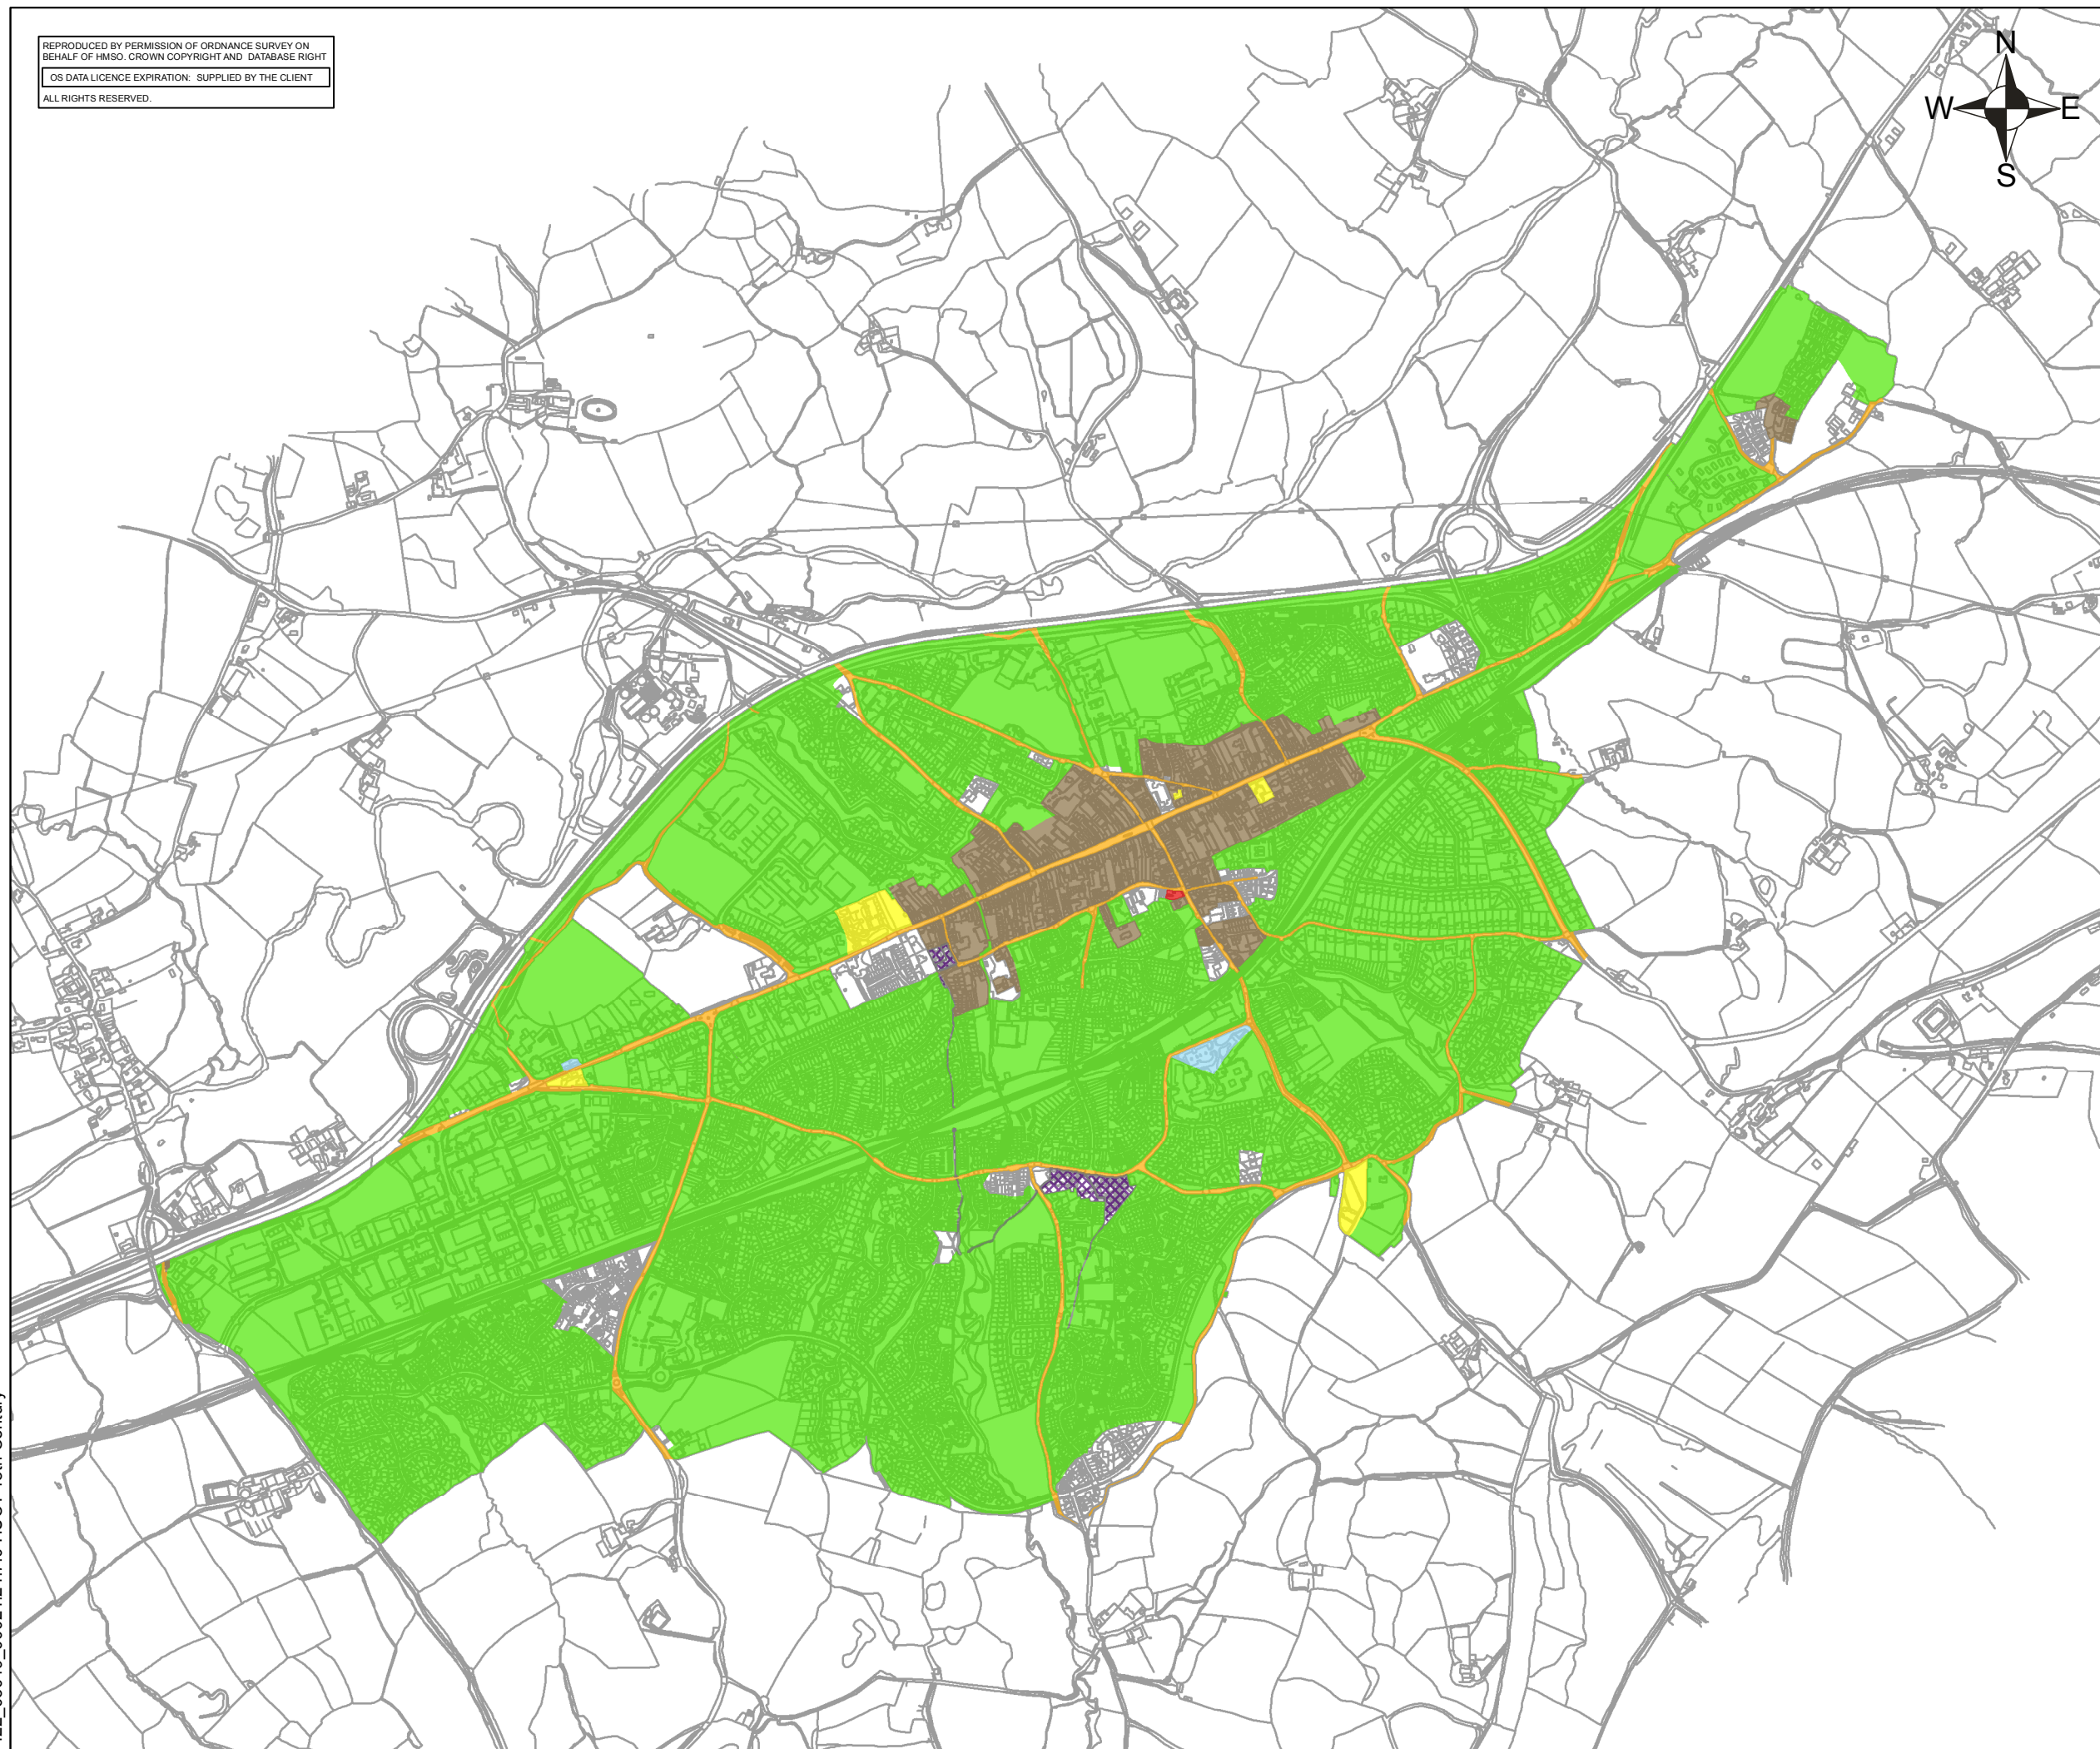 REPRODUCED BY PERMISSION OF ORDNANCE SURVEY ON
BEHALF OF HMSO. CROWN COPYRIGHT AND DATABASE RIGHT
OS DATA LICENCE EXPIRATION: SUPPLIED BY THE CLIENT
ALL RIGHTS RESERVED.
N
W E
S